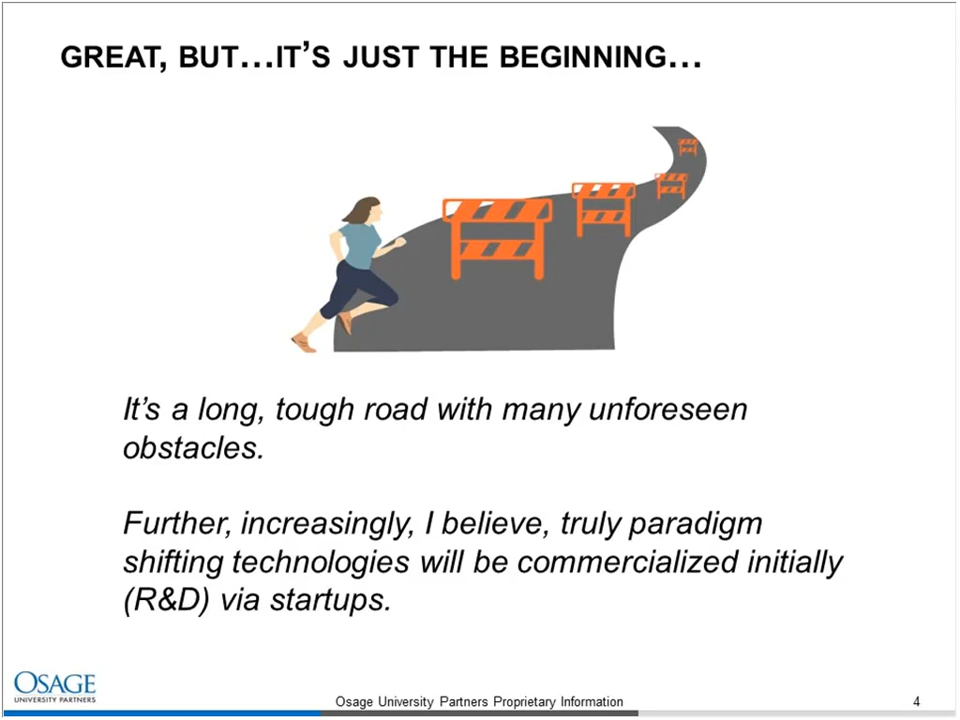 GREAT, BUT…IT’S JUST THE BEGINNING…
It’s a long, tough road with many unforeseen
obstacles.
Further, increasingly, I believe, truly paradigm
shifting technologies will be commercialized initially
(R&D) via startups.
OSAGE
UNIVERSITY PARTNERS
Osage University Partners Proprietary Information
4